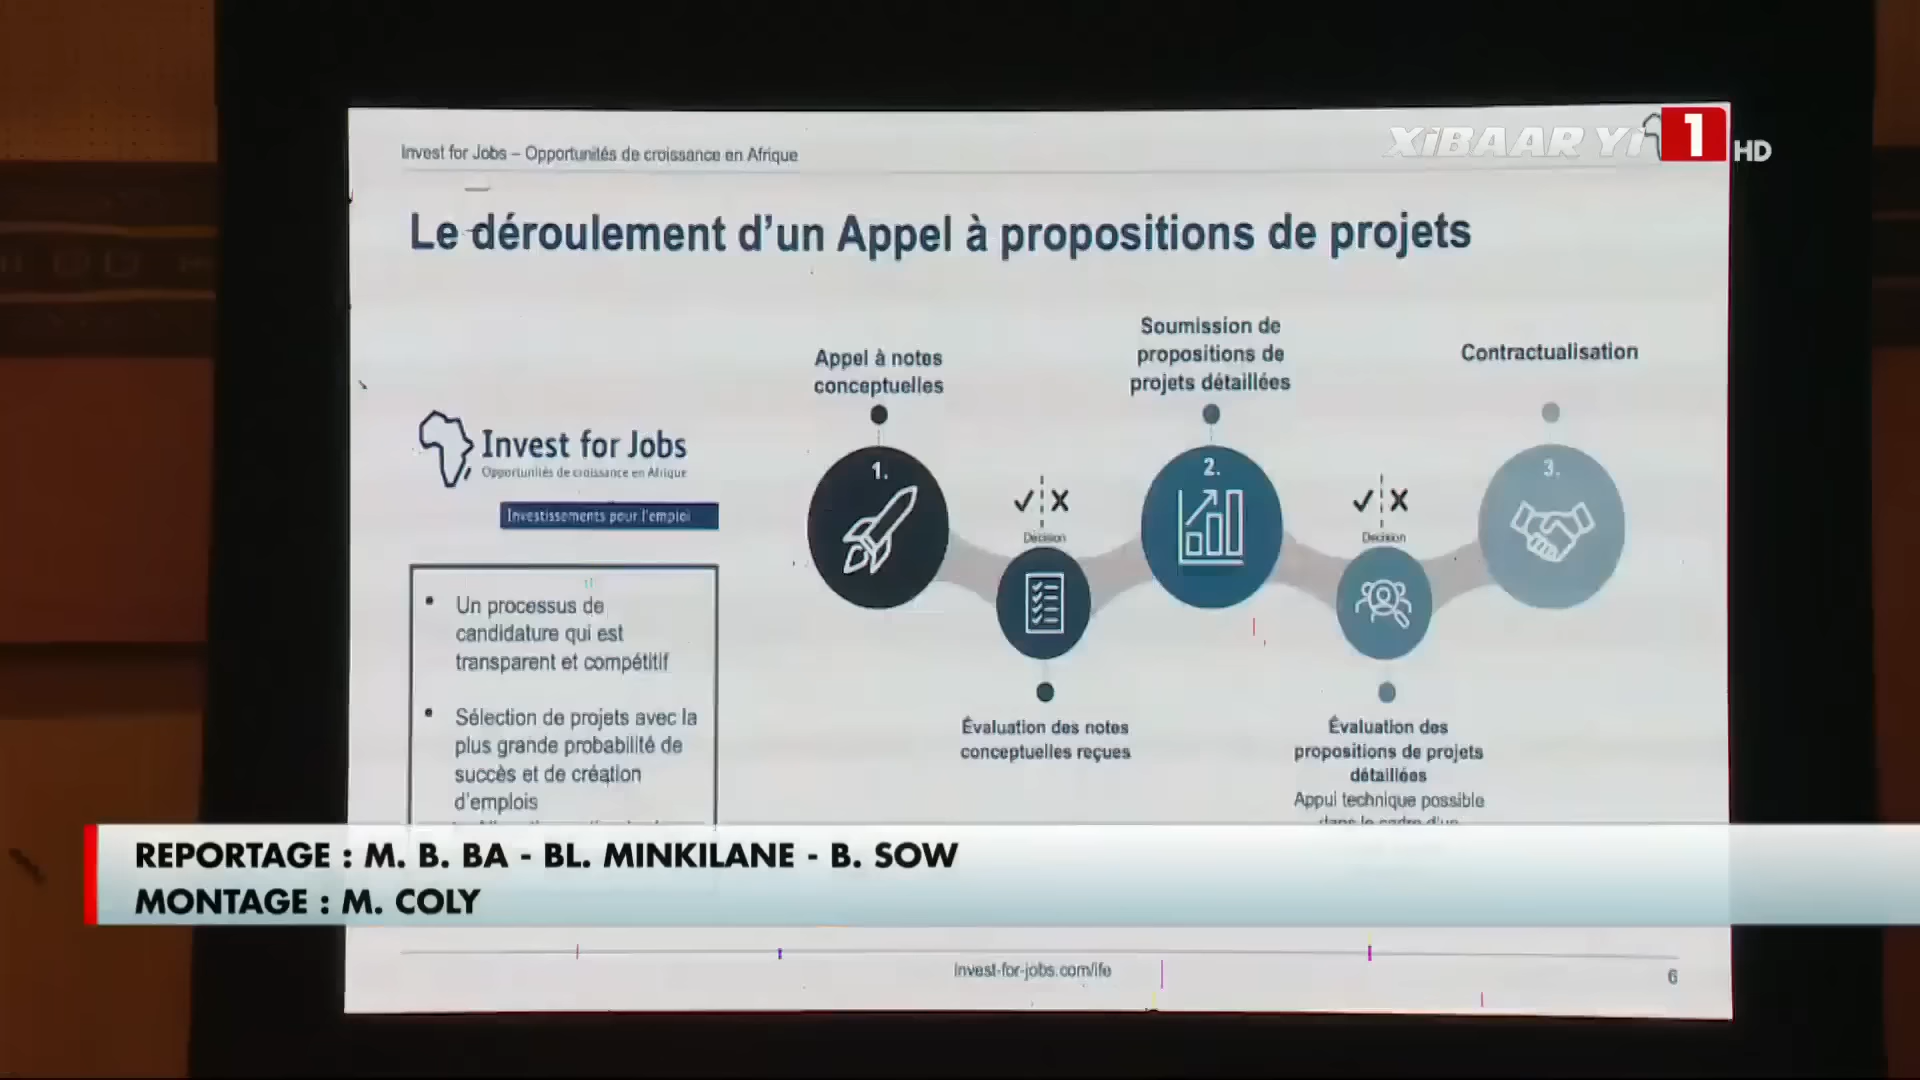 XiBAAR Yi 1 HD
Invest for Jobs – Opportunités de croissance en Afrique
Le déroulement d'un Appel à propositions de projets
Appel à notes
conceptuelles
Soumission de
propositions de
projets détaillées
Contractualisation
1.
2.
3.
Décision
Décision
Évaluation des notes
conceptuelles reçues
Évaluation des
propositions de projets
détaillées
Appui technique possible
dans le cadre d'un
Invest for Jobs
Opportunités de croissance en Afrique
Investissements pour l'emploi
• Un processus de
candidature qui est
transparent et compétitif
• Sélection de projets avec la
plus grande probabilité de
succès et de création
d'emplois
REPORTAGE : M. B. BA - BL. MINKILANE - B. SOW
MONTAGE : M. COLY
invest-for-jobs.com/ife
6